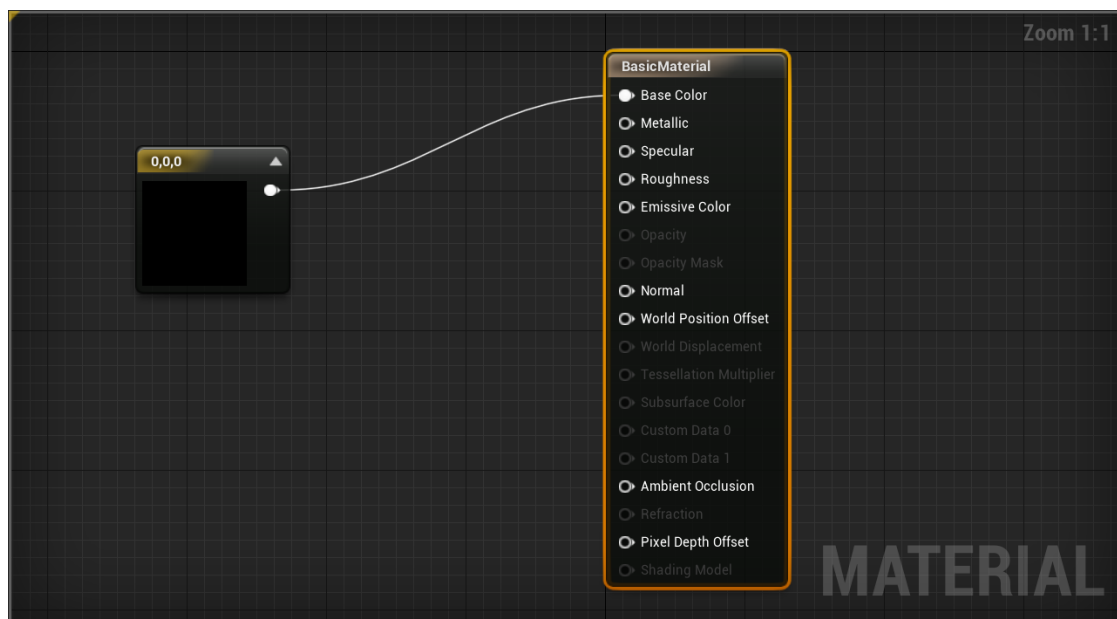 Zoom 1:1
BasicMaterial
Base Color
Metallic
0,0,0
Specular
Roughness
Emissive Color
Opacity
Opacity Mask
Normal
World Position Offset
World Displacement
Tessellation Multiplier
Subsurface Color
Custom Data 0
Custom Data 1
Ambient Occlusion
Refraction
Pixel Depth Offset
Shading Model
MATERIAL